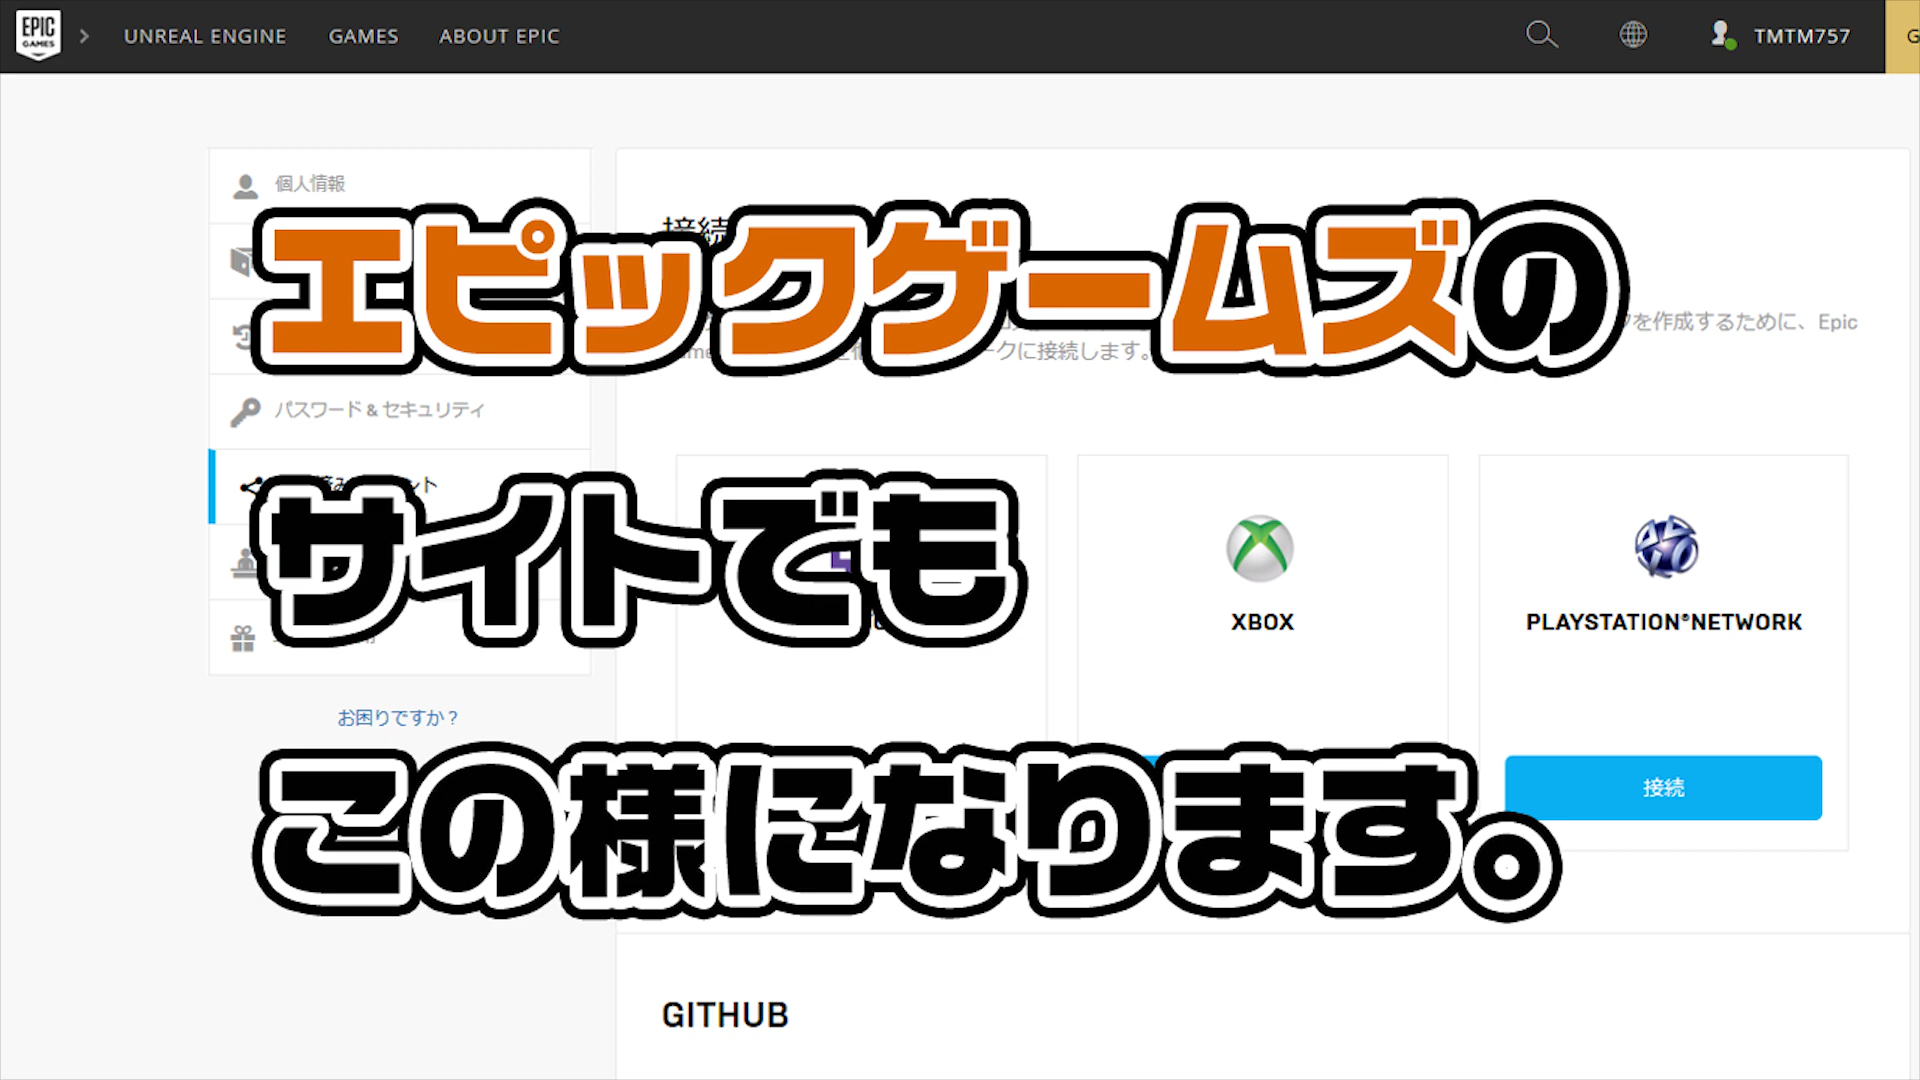 EPIC GAMES
UNREAL ENGINE
GAMES
ABOUT EPIC
TMTM757
G
個人情報
接続
エピックゲームズの
を作成するために、Epic
クに接続します。
パスワード & セキュリティ
サイトでも
XBOX
PLAYSTATION®NETWORK
お困りですか？
接続
この様になります。
GITHUB